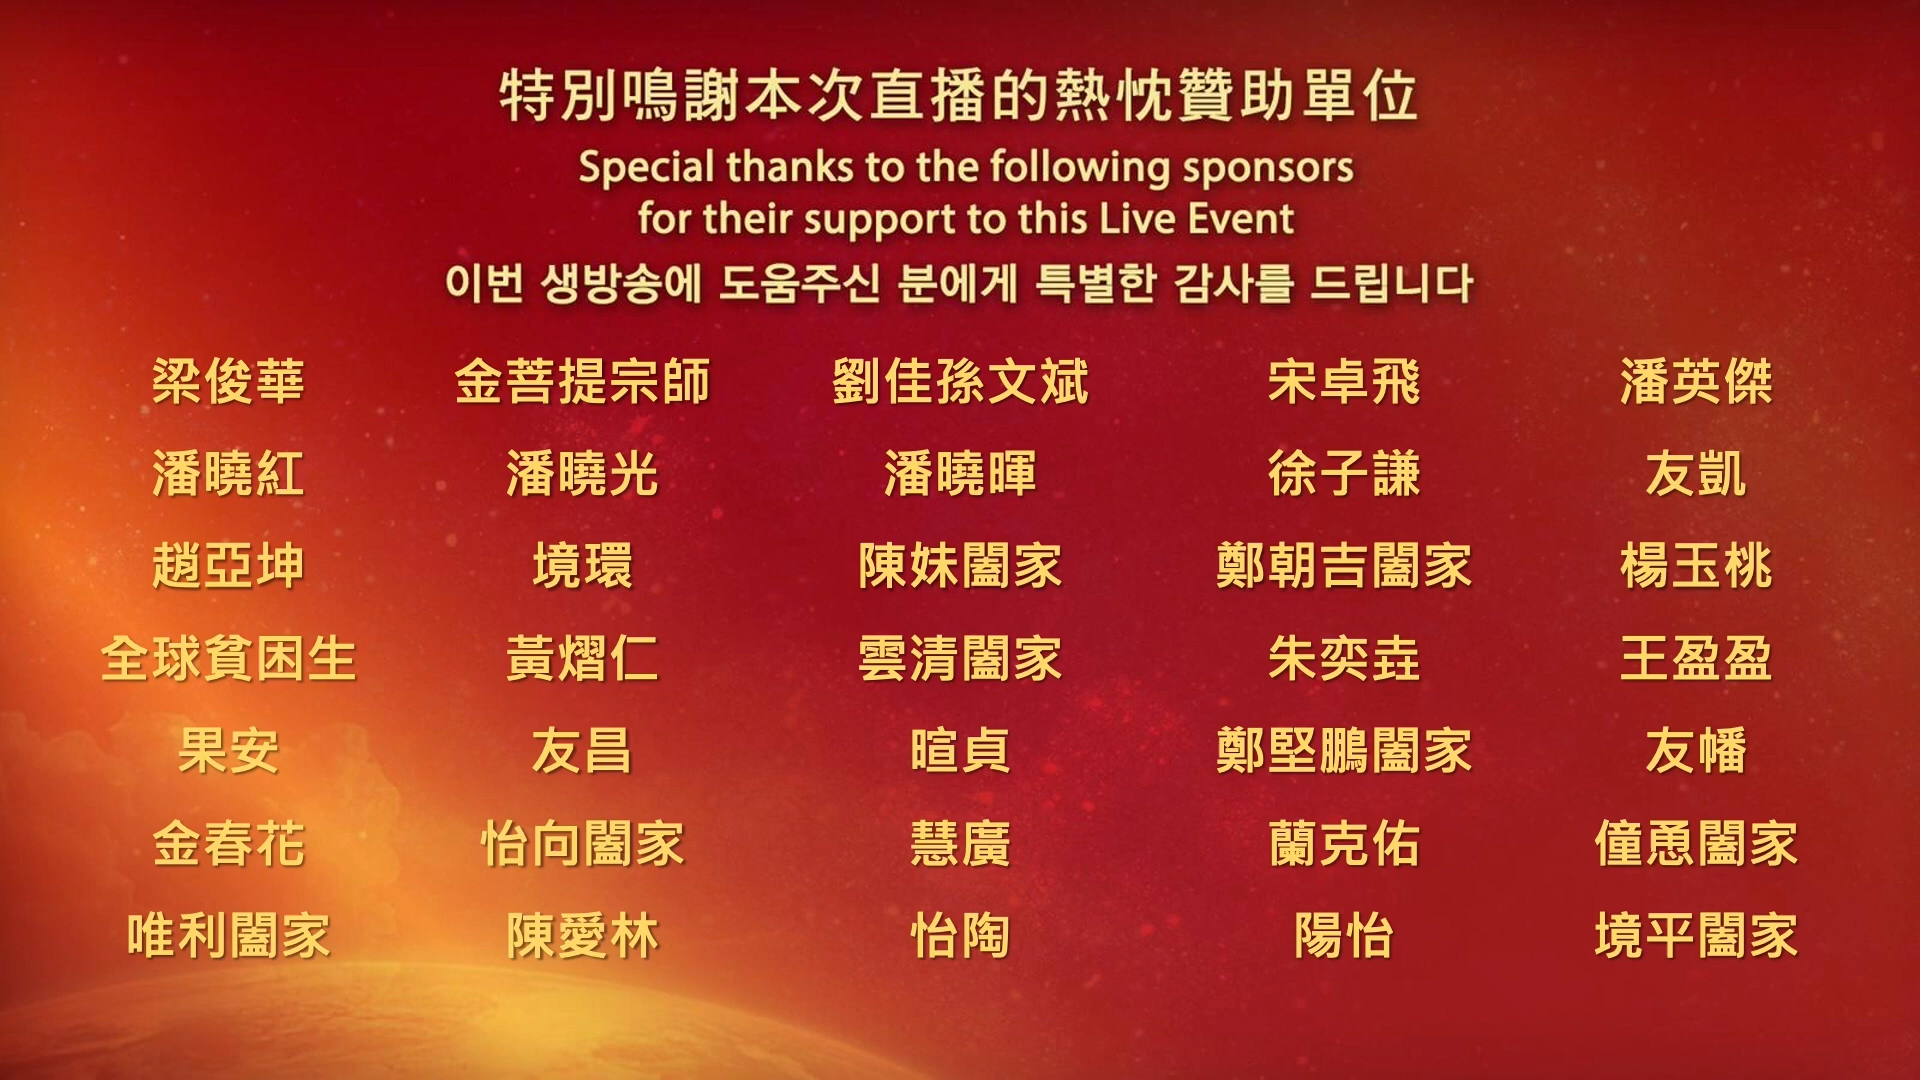 特別鳴謝本次直播的熱忱贊助單位
Special thanks to the following sponsors
for their support to this Live Event
이번 생방송에 도움주신 분에게 특별한 감사를 드립니다
梁俊華 金菩提宗師 劉佳孫文斌 宋卓飛 潘英傑
潘曉紅 潘曉光 潘曉暉 徐子謙 友凱
趙亞坤 境環 陳妹闔家 鄭朝吉闔家 楊玉桃
全球貧困生 黃熠仁 雲清闔家 朱奕垚 王盈盈
果安 友昌 暄貞 鄭堅鵬闔家 友幡
金春花 怡向闔家 慧廣 蘭克佑 僮恿闔家
唯利闔家 陳愛林 怡陶 陽怡 境平闔家